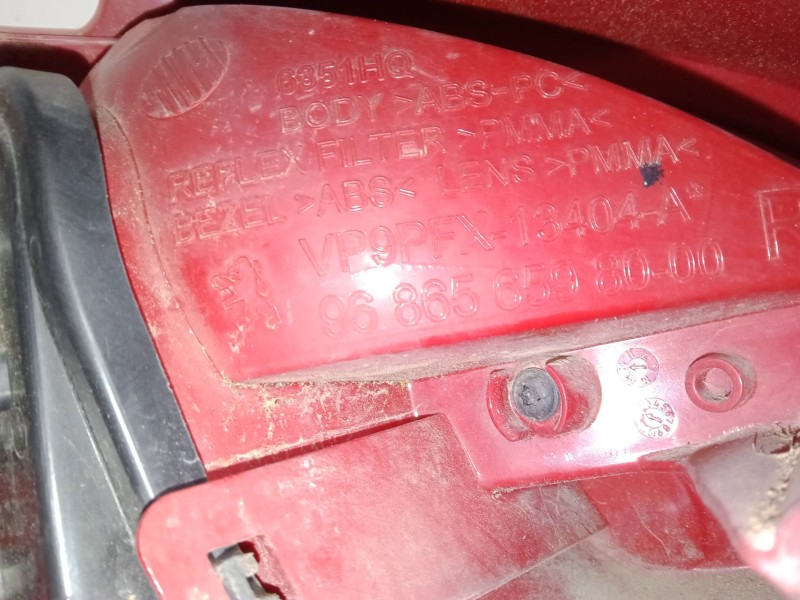 6351HQ
BODY >ABS-PC<
REFLEX FILTER >PMMA<
BEZEL >ABS< LENS >PMMA<
VP9PFX-13404-A*
96 865 659 80-00
R